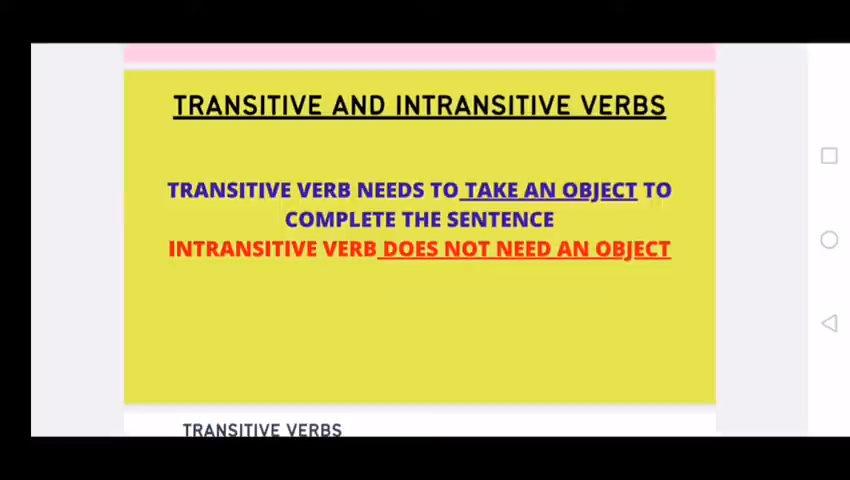 TRANSITIVE AND INTRANSITIVE VERBS
TRANSITIVE VERB NEEDS TO TAKE AN OBJECT TO
COMPLETE THE SENTENCE
INTRANSITIVE VERB DOES NOT NEED AN OBJECT
TRANSITIVE VERBS